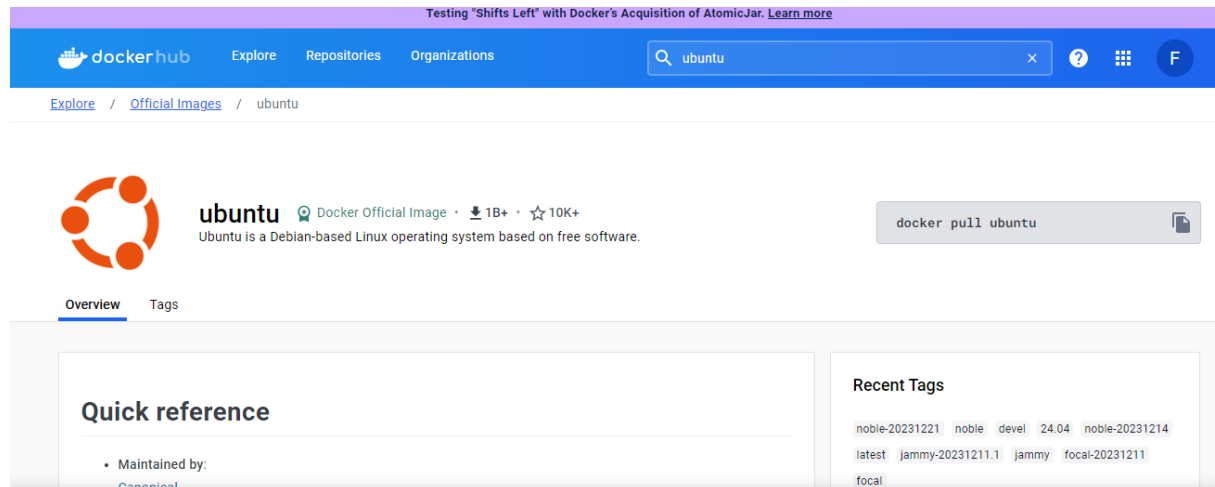 Testing "Shifts Left" with Docker's Acquisition of AtomicJar. Learn more
dockerhub Explore Repositories Organizations ubuntu F
Explore / Official Images / ubuntu
ubuntu Docker Official Image · 1B+ · 10K+
Ubuntu is a Debian-based Linux operating system based on free software.
docker pull ubuntu
Overview Tags
Quick reference
• Maintained by:
Canonical
Recent Tags
noble-20231221 noble devel 24.04 noble-20231214
latest jammy-20231211.1 jammy focal-20231211
focal